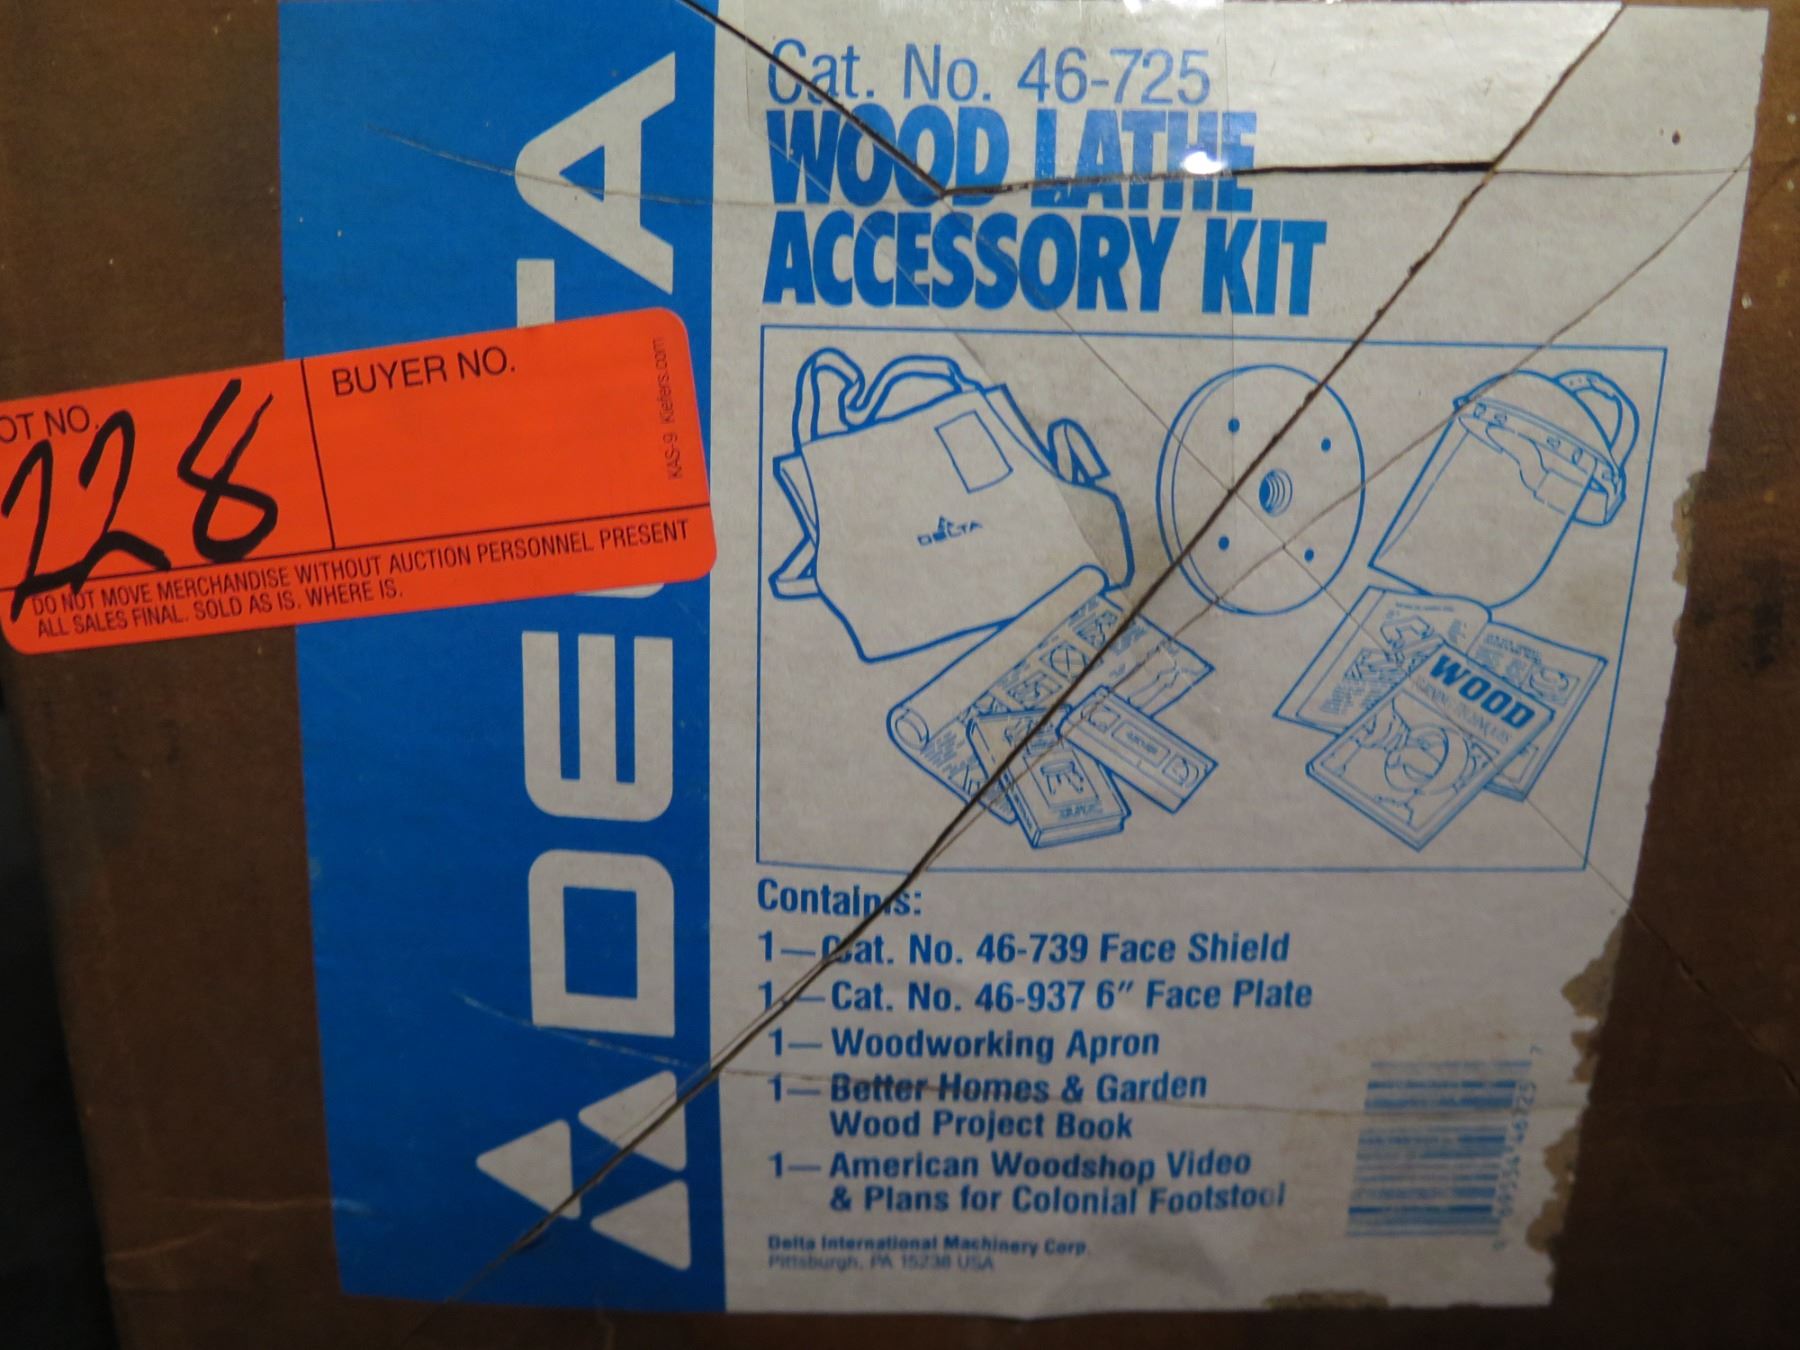 Cat. No. 46-725
WOOD LATHE
ACCESSORY KIT
DELTA
OT NO.
228
BUYER NO.
KAS-9 Kiefers.com
DO NOT MOVE MERCHANDISE WITHOUT AUCTION PERSONNEL PRESENT
ALL SALES FINAL. SOLD AS IS. WHERE IS.
DELTA
WOOD
Contains:
1—Cat. No. 46-739 Face Shield
1—Cat. No. 46-937 6" Face Plate
1— Woodworking Apron
1— Better Homes & Garden
Wood Project Book
1— American Woodshop Video
& Plans for Colonial Footstool
Delta International Machinery Corp.
Pittsburgh, PA 15238 USA